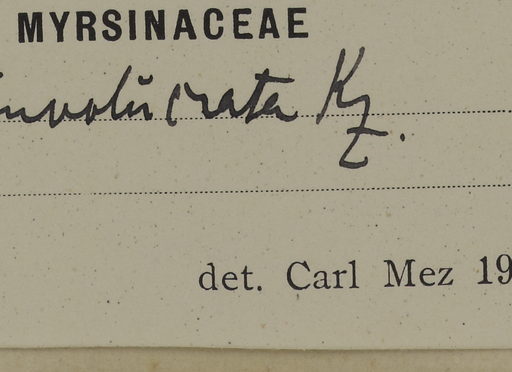 MYRSINACEAE
involucrata Kz.
det. Carl Mez 19